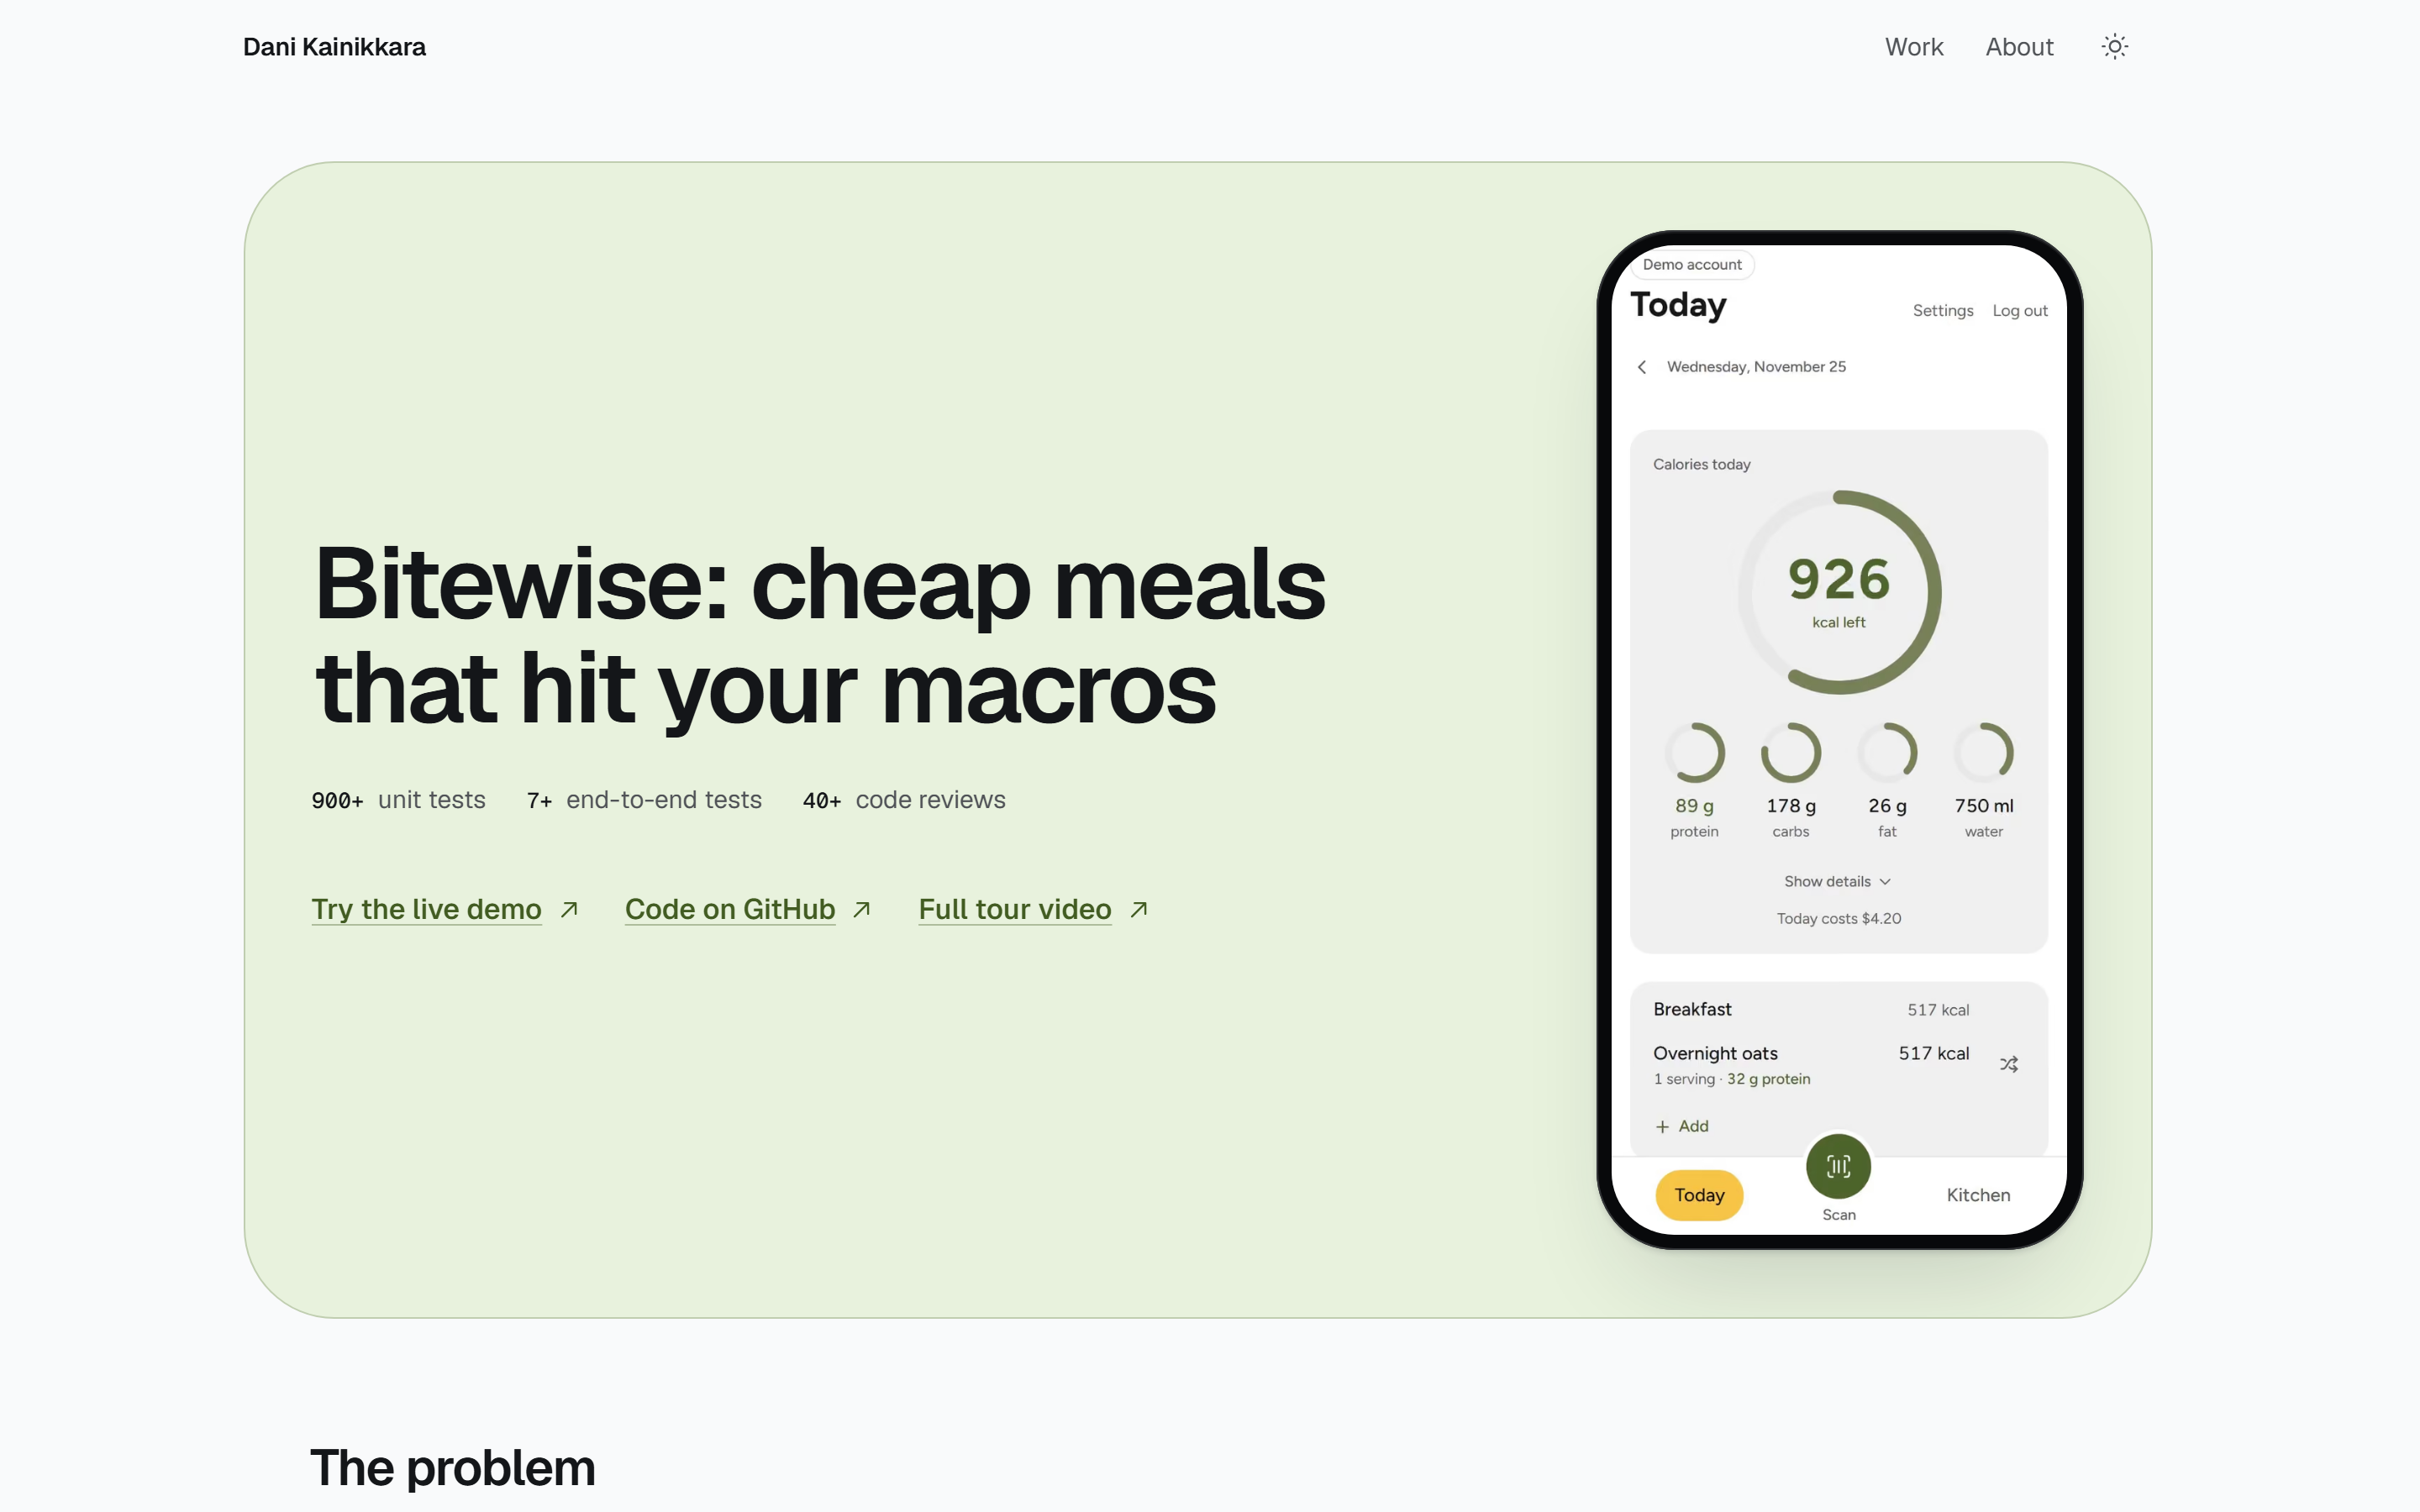 Dani Kainikkara
Work About
Bitewise: cheap meals
that hit your macros
900+ unit tests 7+ end-to-end tests 40+ code reviews
Try the live demo Code on GitHub Full tour video
Demo account
Today
Settings Log out
Wednesday, November 25
Calories today
926
kcal left
89 g 178 g 26 g 750 ml
protein carbs fat water
Show details
Today costs $4.20
Breakfast 517 kcal
Overnight oats 517 kcal
1 serving · 32 g protein
+ Add
Today Scan Kitchen
The problem